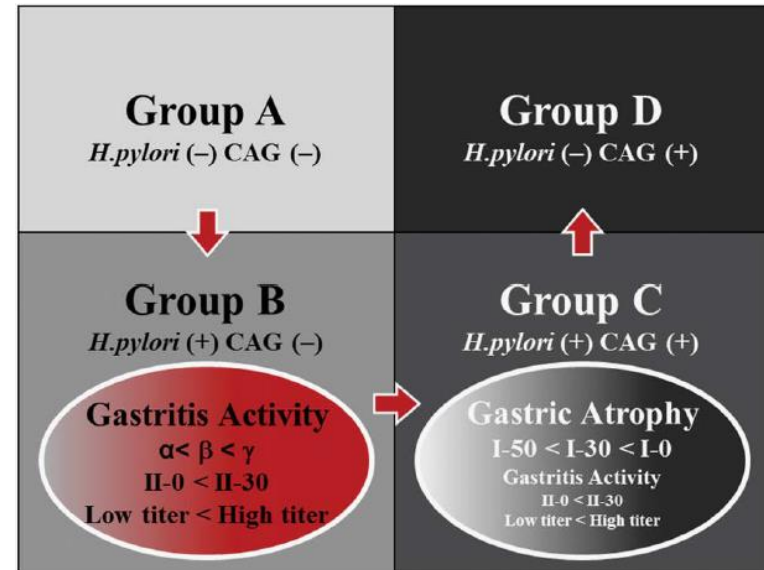 Group A
H.pylori (–) CAG (–)
Group D
H.pylori (–) CAG (+)
Group B
H.pylori (+) CAG (–)
Gastritis Activity
α< β < γ
II-0 < II-30
Low titer < High titer
Group C
H.pylori (+) CAG (+)
Gastric Atrophy
I-50 < I-30 < I-0
Gastritis Activity
II-0 < II-30
Low titer < High titer